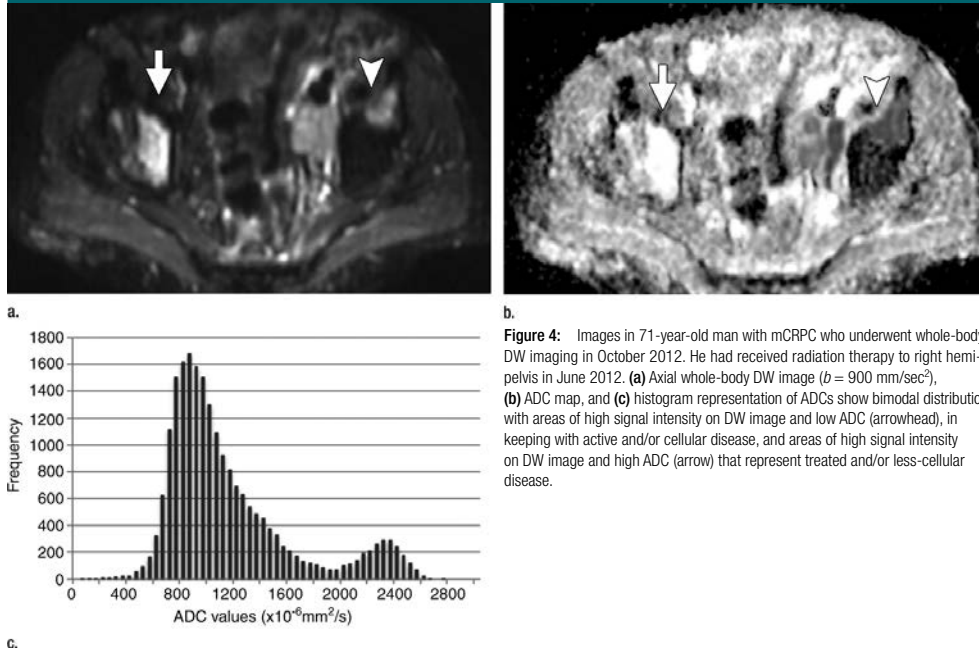 a.
b.
1800
1600
1400
1200
1000
800
600
400
200
0
Frequency
0 400 800 1200 1600 2000 2400 2800
ADC values (x10⁻⁶mm²/s)
c.
Figure 4: Images in 71-year-old man with mCRPC who underwent whole-body
DW imaging in October 2012. He had received radiation therapy to right hemi-
pelvis in June 2012. (a) Axial whole-body DW image (b = 900 mm/sec²),
(b) ADC map, and (c) histogram representation of ADCs show bimodal distributio
with areas of high signal intensity on DW image and low ADC (arrowhead), in
keeping with active and/or cellular disease, and areas of high signal intensity
on DW image and high ADC (arrow) that represent treated and/or less-cellular
disease.